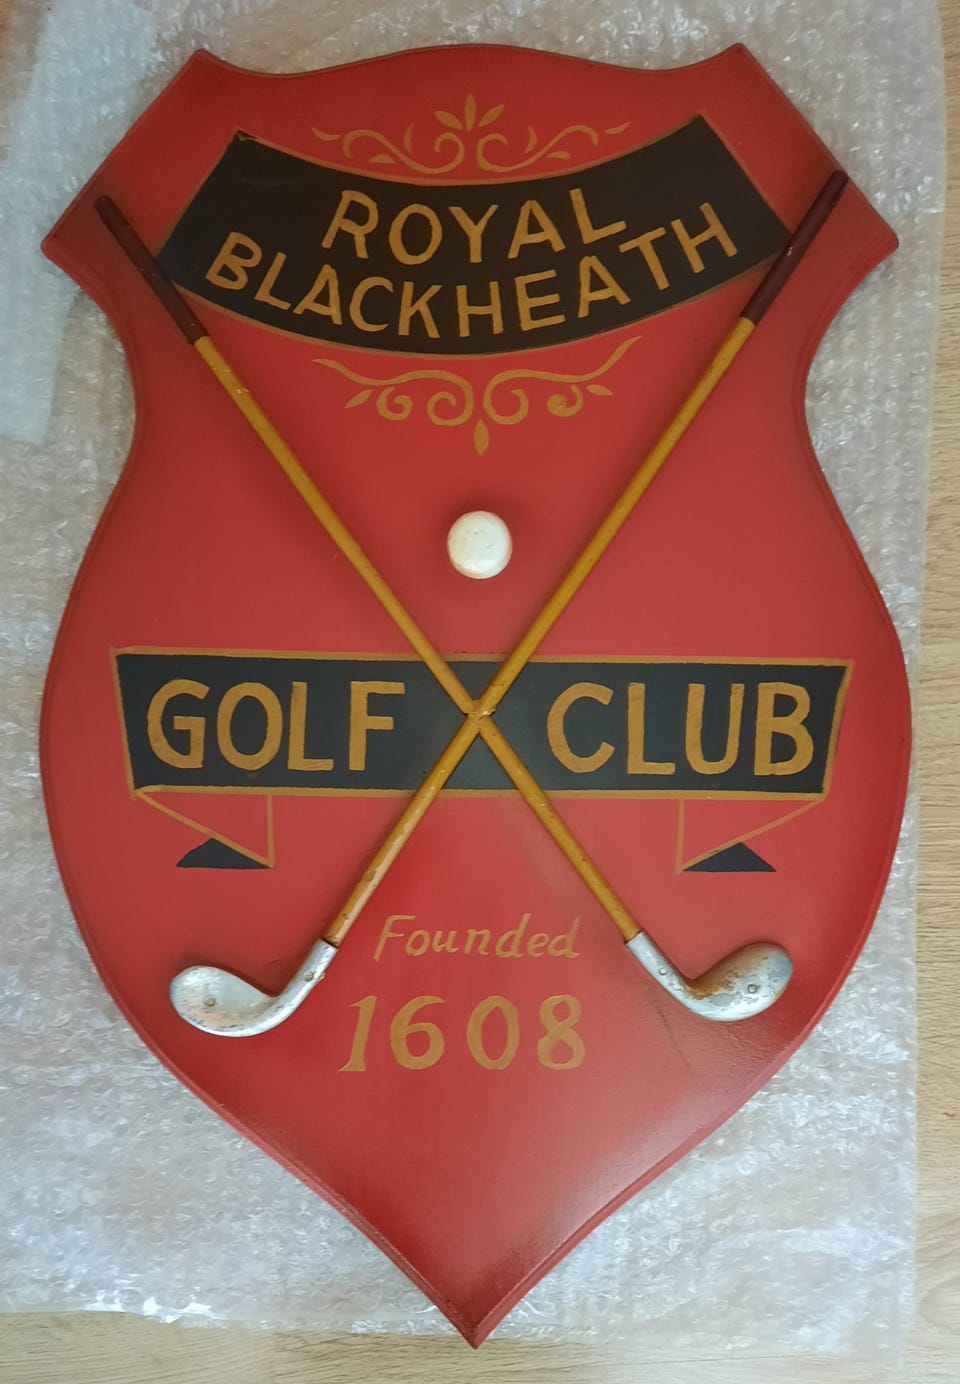 ROYAL
BLACKHEATH
GOLF CLUB
Founded
1608